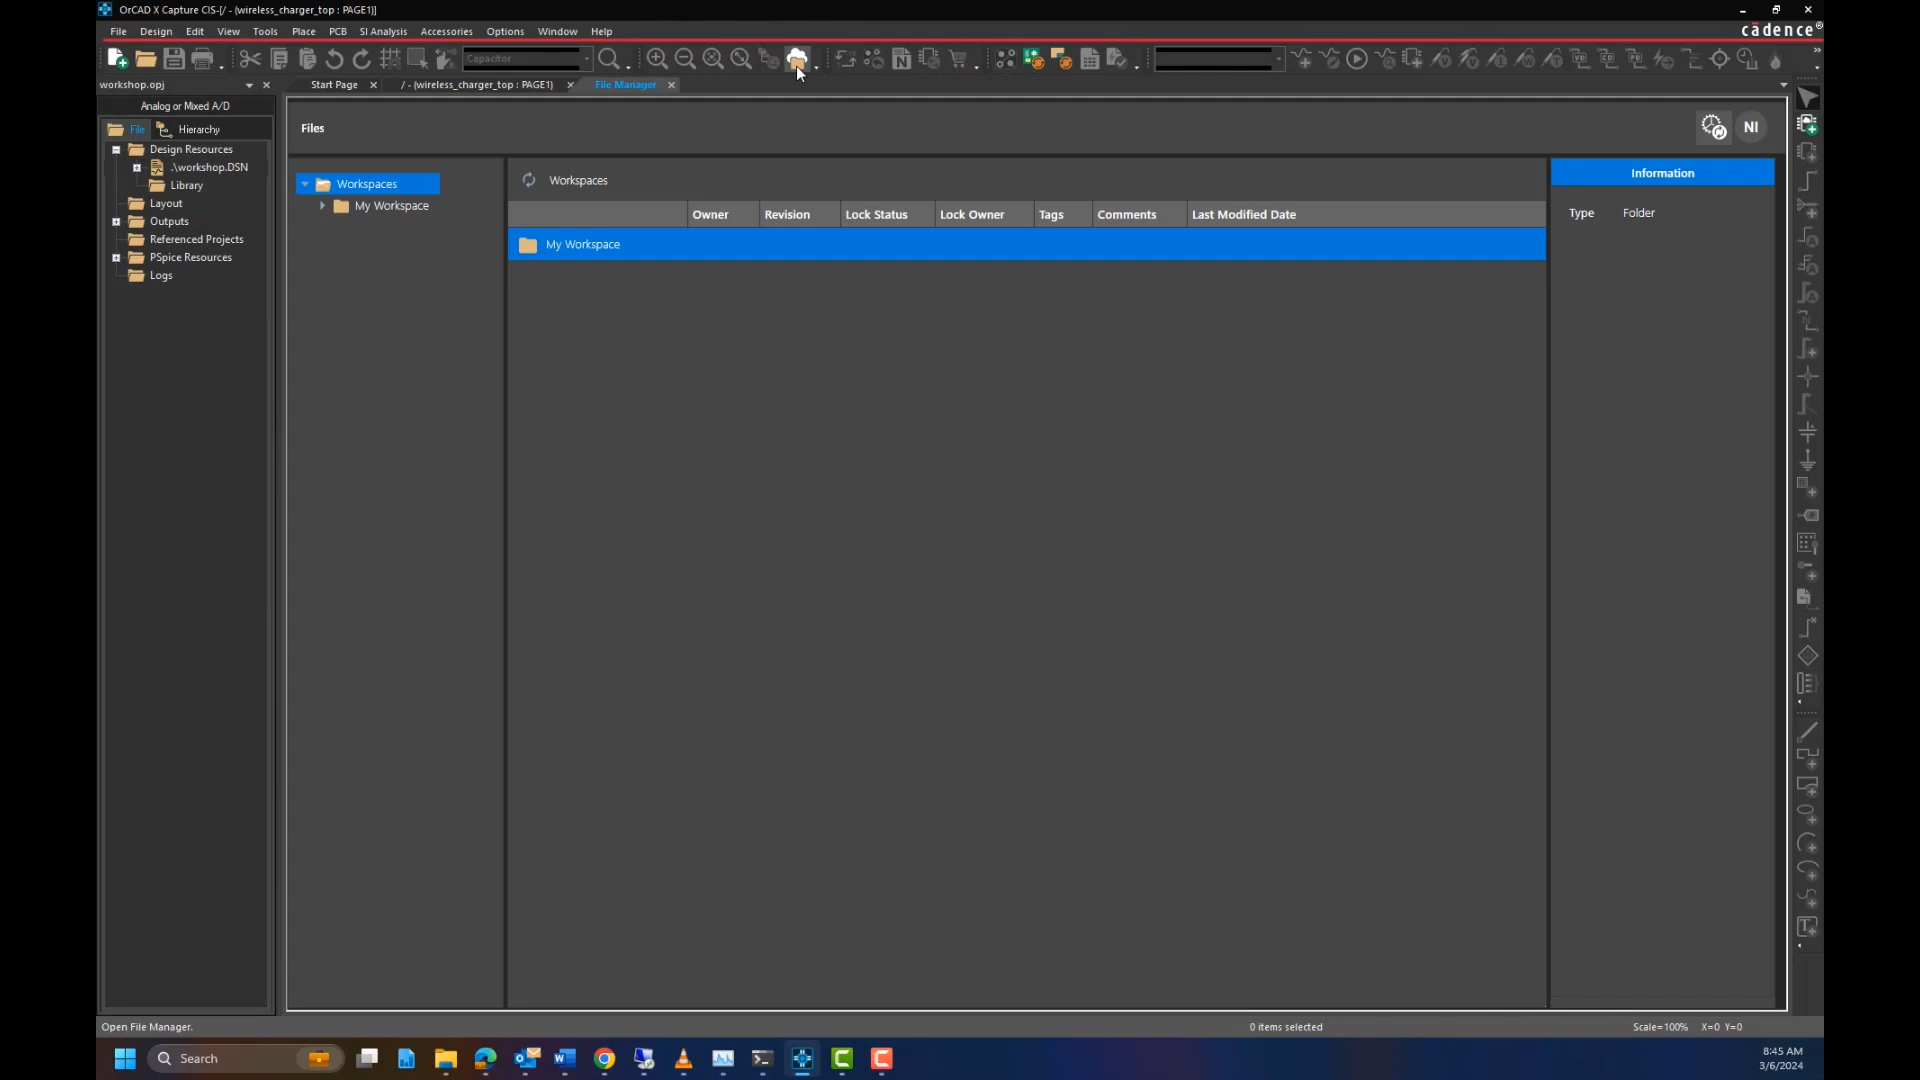 OrCAD X Capture CIS-[/ - (wireless_charger_top : PAGE1)]
File Design Edit View Tools Place PCB SI Analysis Accessories Options Window Help
cādence®
Capacitor
workshop.opj
Start Page / - (wireless_charger_top : PAGE1) File Manager
Analog or Mixed A/D
File Hierarchy
Design Resources
.\workshop.DSN
Library
Layout
Outputs
Referenced Projects
PSpice Resources
Logs
Files
NI
Workspaces
My Workspace
Workspaces
Owner Revision Lock Status Lock Owner Tags Comments Last Modified Date
My Workspace
Information
Type Folder
Open File Manager.
0 items selected
Scale=100% X=0 Y=0
Search
8:45 AM
3/6/2024